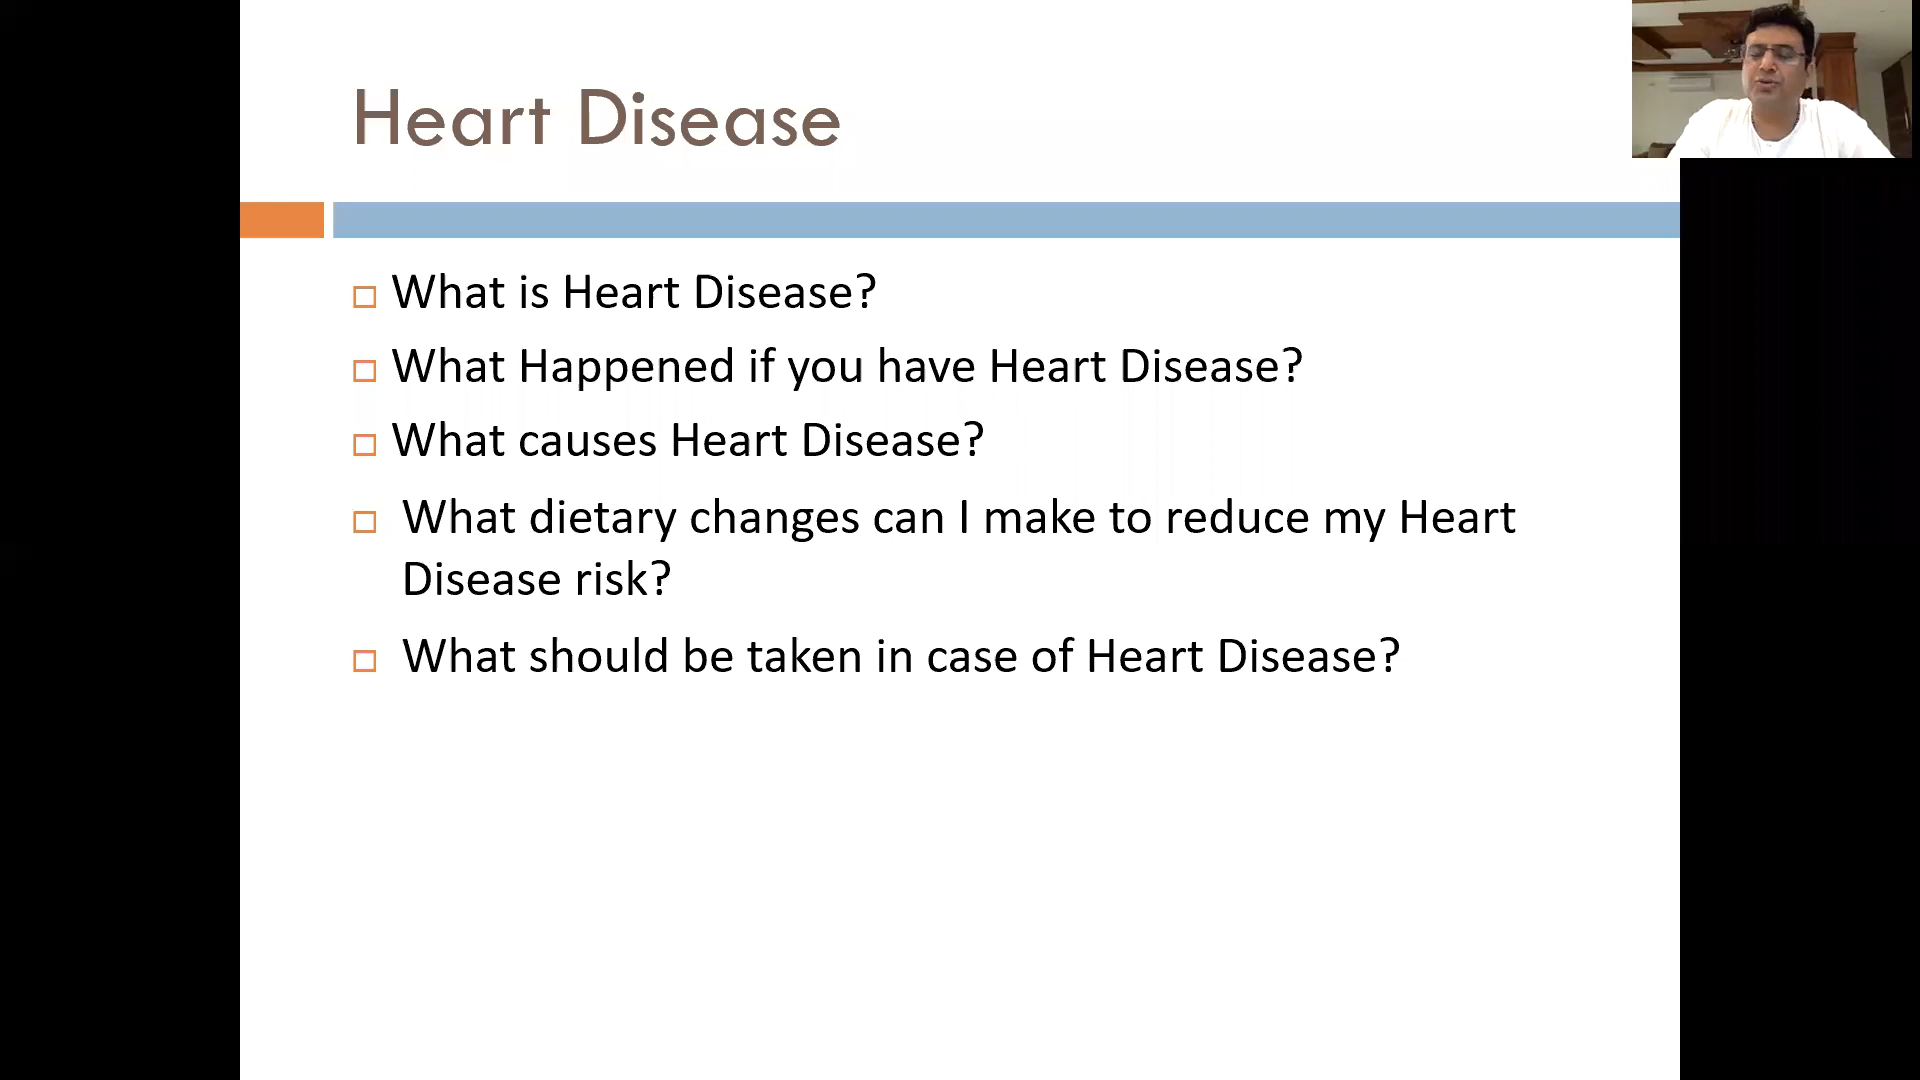 Heart Disease
What is Heart Disease?
What Happened if you have Heart Disease?
What causes Heart Disease?
What dietary changes can I make to reduce my Heart
Disease risk?
What should be taken in case of Heart Disease?